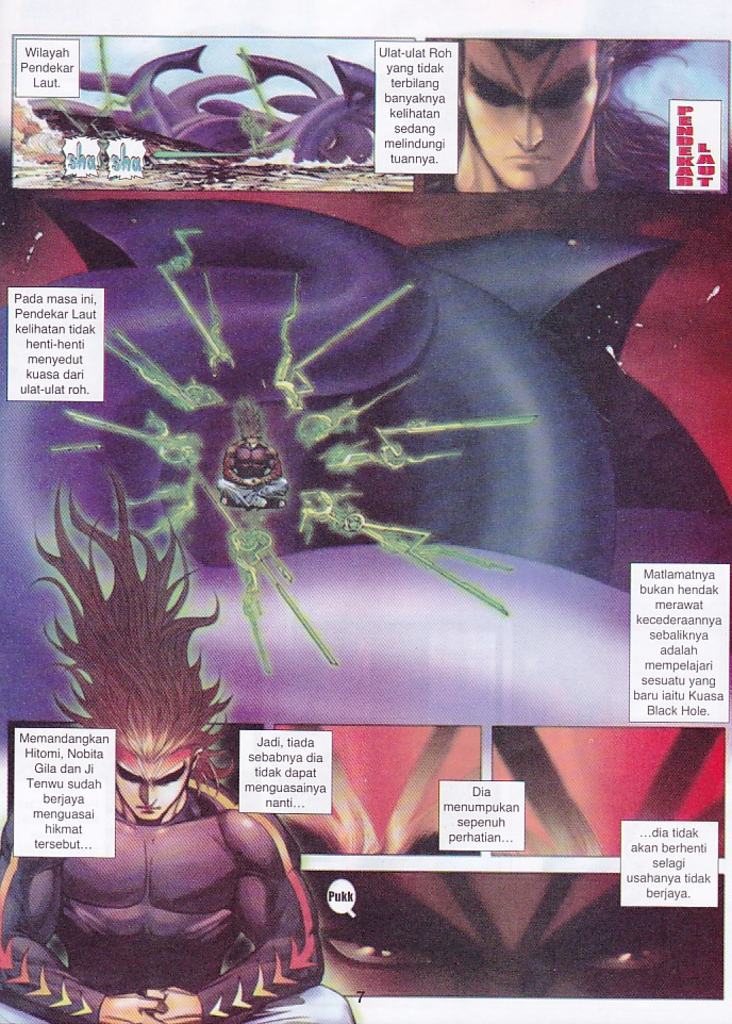 Wilayah
Pendekar
Laut.
Ulat-ulat Roh
yang tidak
terbilang
banyaknya
kelihatan
sedang
melindungi
tuannya.
PENDEKAR
LAUT
shu shu
Pada masa ini,
Pendekar Laut
kelihatan tidak
henti-henti
menyedut
kuasa dari
ulat-ulat roh.
Matlamatnya
bukan hendak
merawat
kecederaannya
sebaliknya
adalah
mempelajari
sesuatu yang
baru iaitu Kuasa
Black Hole.
Memandangkan
Hitomi, Nobita
Gila dan Ji
Tenwu sudah
berjaya
menguasai
hikmat
tersebut...
Jadi, tiada
sebabnya dia
tidak dapat
menguasainya
nanti...
Dia
menumpukan
sepenuh
perhatian...
...dia tidak
akan berhenti
selagi
usahanya tidak
berjaya.
Pukk
7